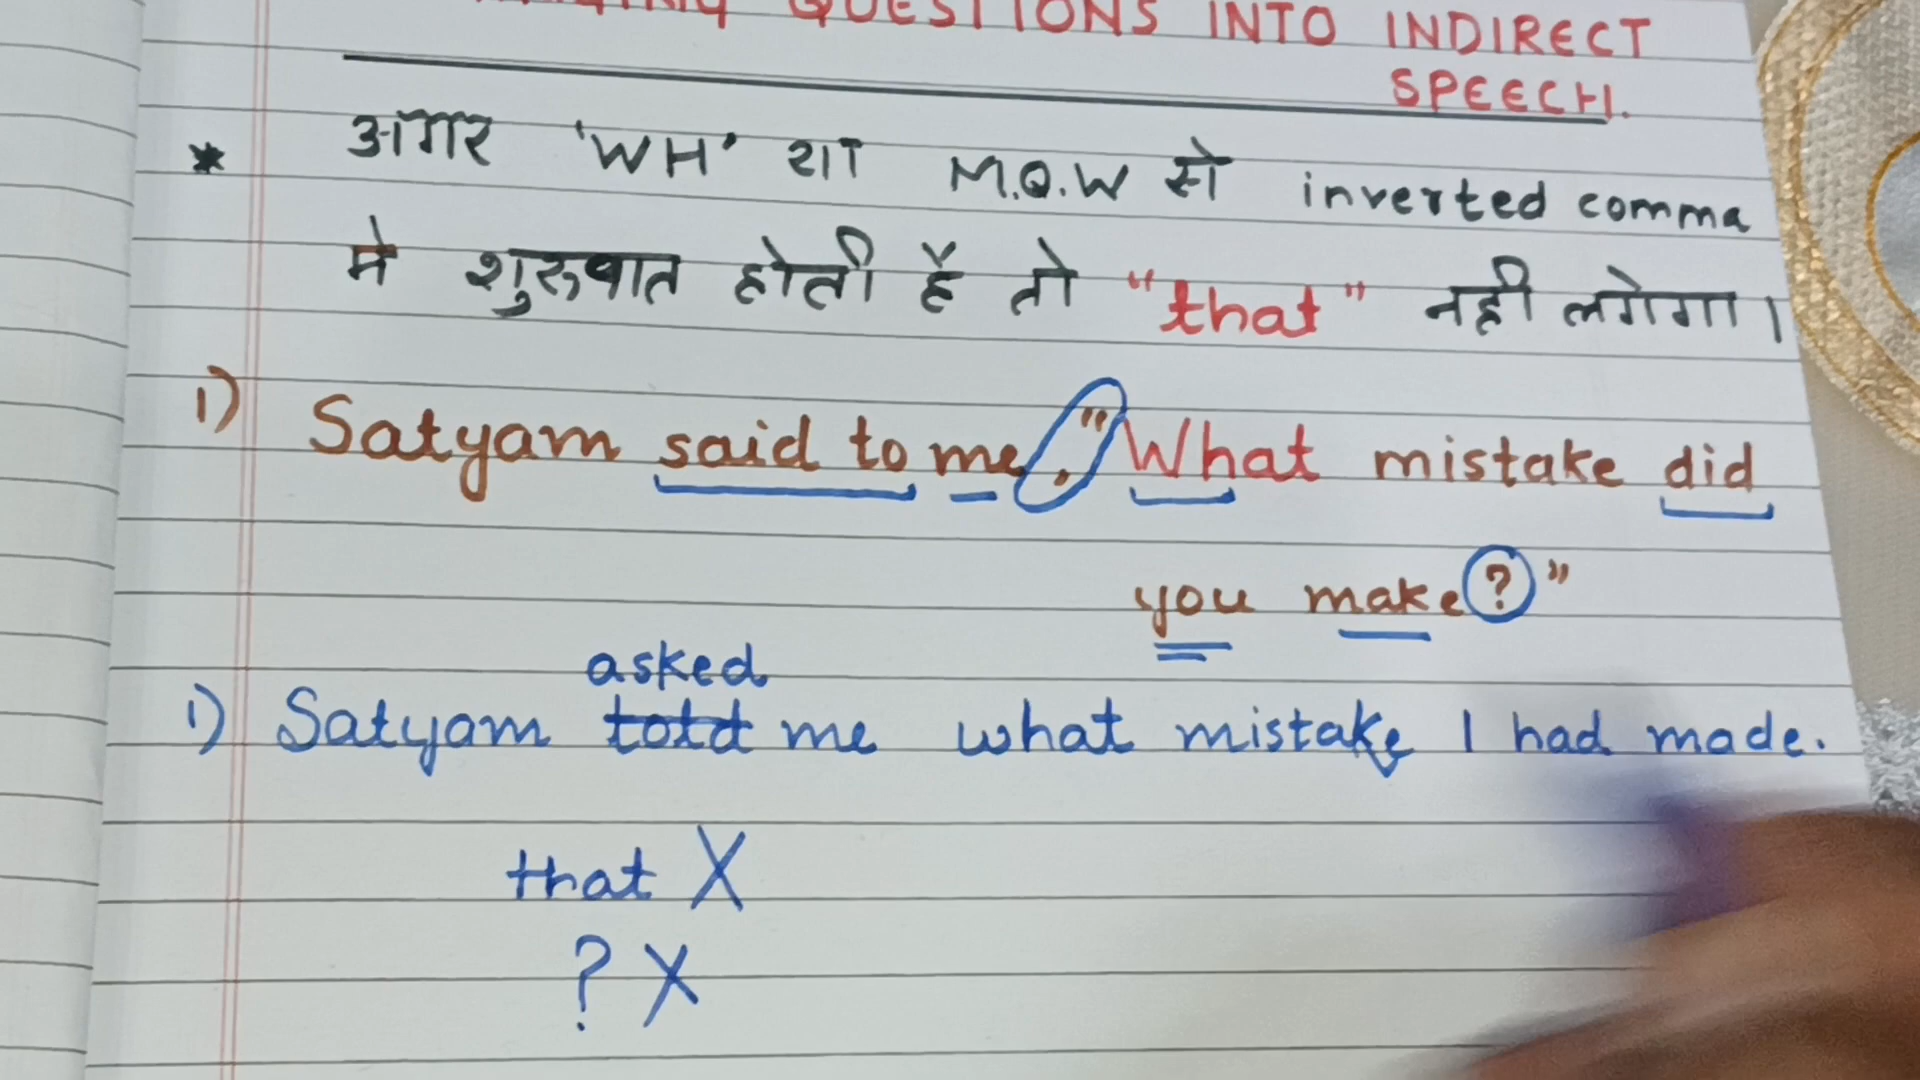 QUESTIONS INTO INDIRECT
SPEECH.
* अगर 'WH' या M.Q.W से inverted comma
मे शुरुवात होती है तो "that" नही लगेगा।
1) Satyam said to me, "What mistake did
you make?"
asked
1) Satyam told me what mistake I had made.
that X
? X